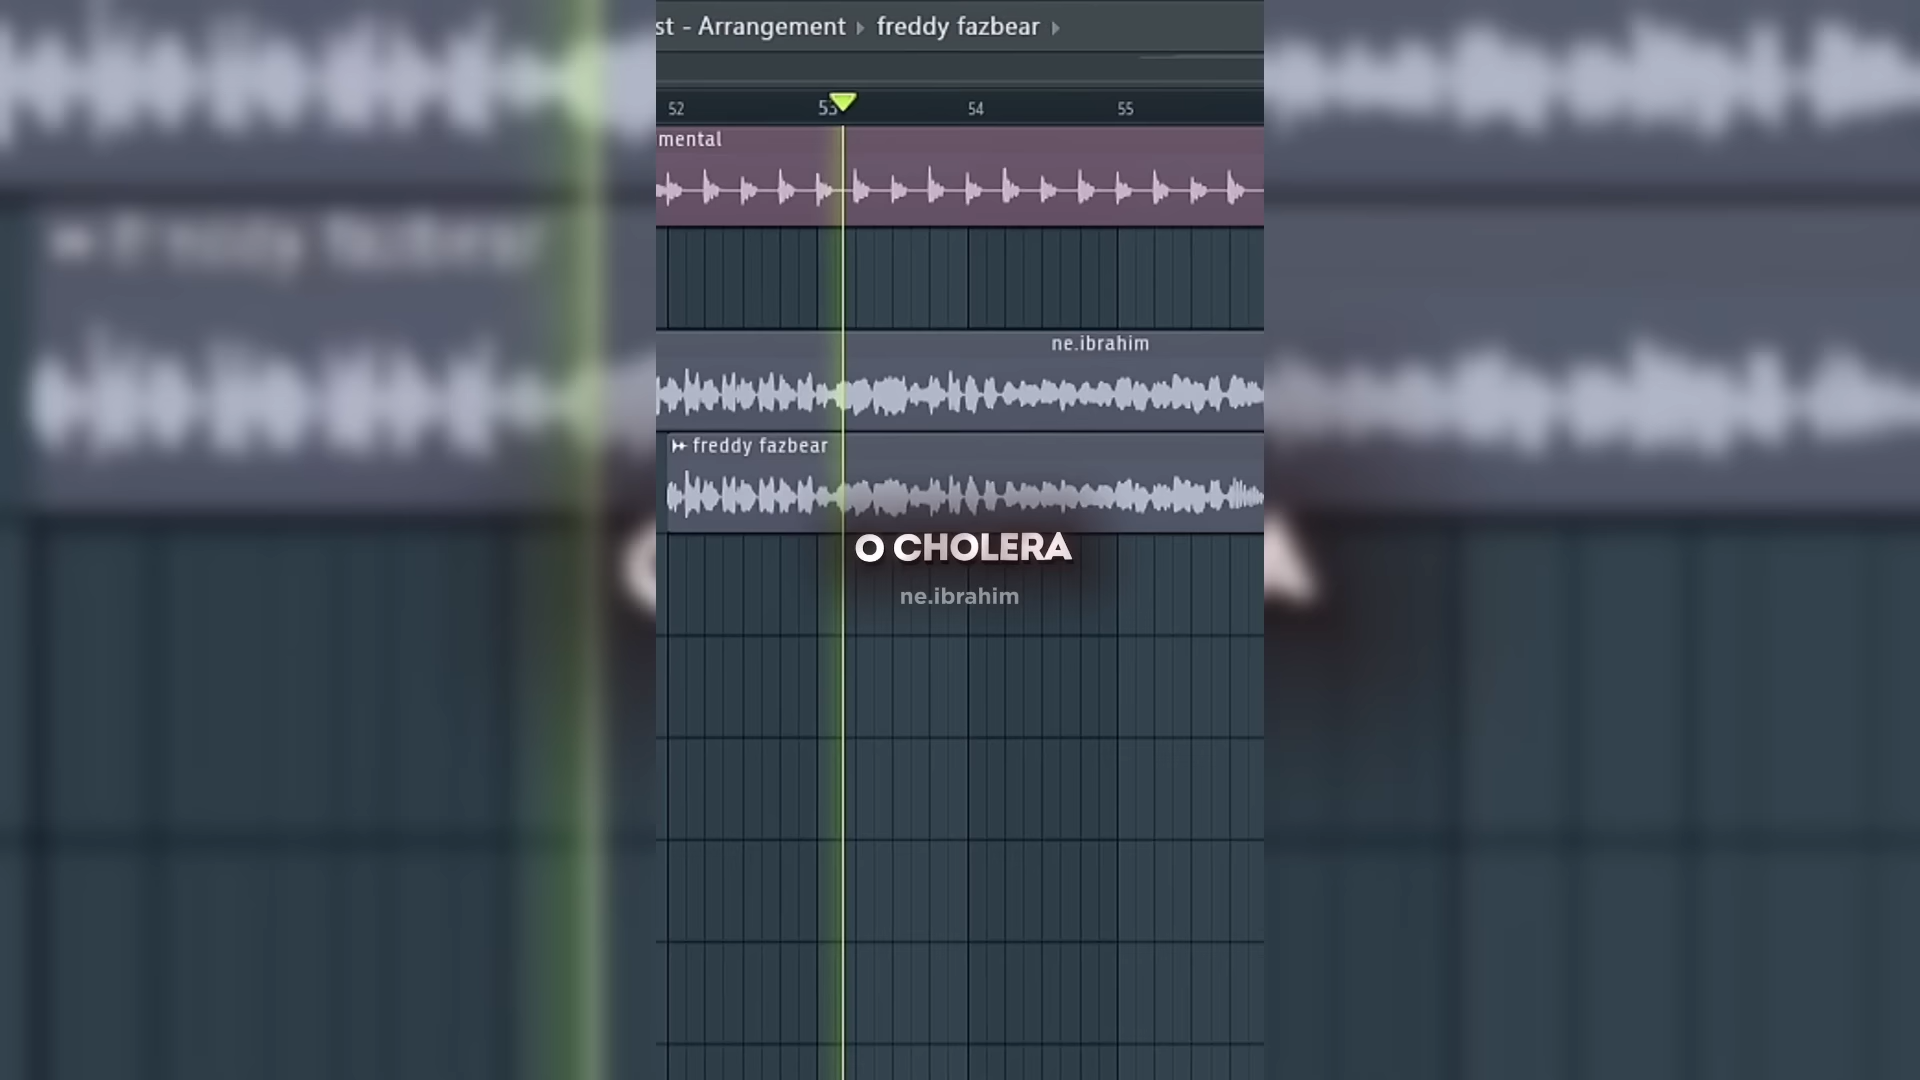 st - Arrangement freddy fazbear
52 53 54 55
mental
ne.ibrahim
freddy fazbear
O CHOLERA
ne.ibrahim